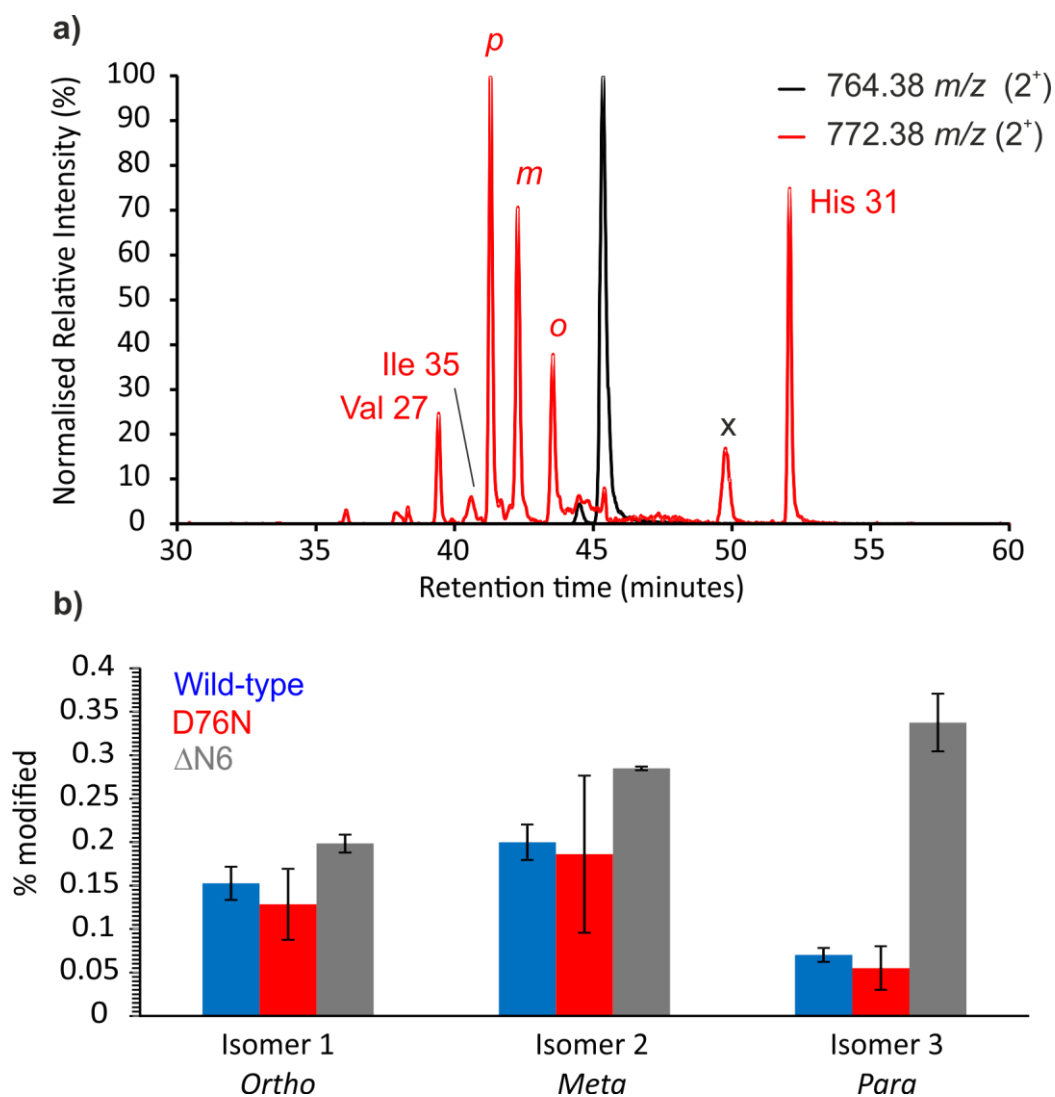 a)
p
100
90
80
70
60
50
40
30
20
10
0
Normalised Relative Intensity (%)
764.38 m/z (2⁺)
772.38 m/z (2⁺)
m
His 31
o
Ile 35
Val 27
x
30 35 40 45 50 55 60
Retention time (minutes)
b)
0.4
0.35
0.3
0.25
0.2
0.15
0.1
0.05
0
% modified
Wild-type
D76N
ΔN6
Isomer 1 Isomer 2 Isomer 3
Ortho Meta Para